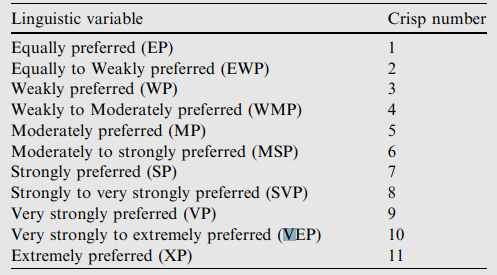 Linguistic variable Crisp number
Equally preferred (EP) 1
Equally to Weakly preferred (EWP) 2
Weakly preferred (WP) 3
Weakly to Moderately preferred (WMP) 4
Moderately preferred (MP) 5
Moderately to strongly preferred (MSP) 6
Strongly preferred (SP) 7
Strongly to very strongly preferred (SVP) 8
Very strongly preferred (VP) 9
Very strongly to extremely preferred (VEP) 10
Extremely preferred (XP) 11